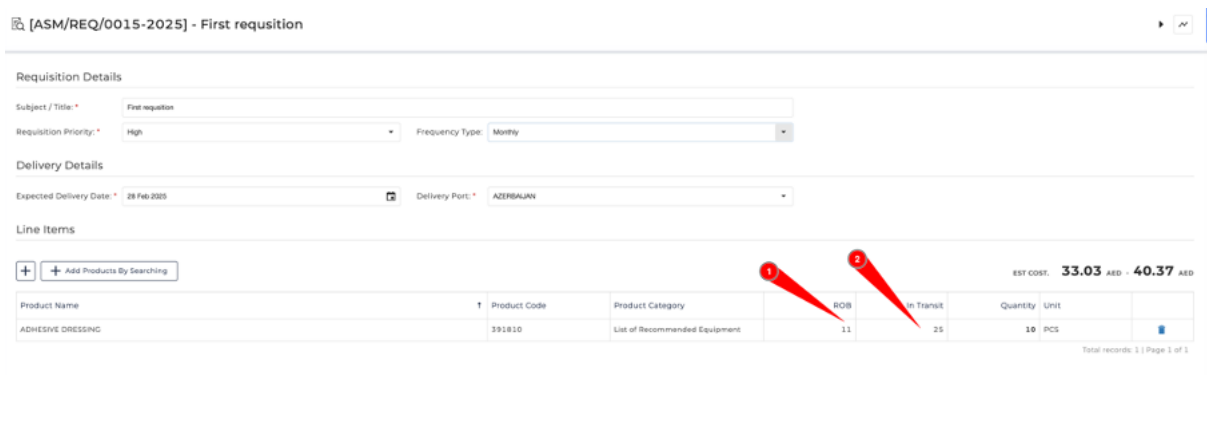 [ASM/REQ/0015-2025] - First requsition
Requisition Details
Subject / Title: * First requsition
Requisition Priority: * High Frequency Type: Monthly
Delivery Details
Expected Delivery Date: * 28 Feb 2025 Delivery Port: * AZERBAIJAN
Line Items
+ + Add Products By Searching 1 2 EST COST. 33.03 AED - 40.37 AED
Product Name ↑ Product Code Product Category ROB In Transit Quantity Unit
ADHESIVE DRESSING 391810 List of Recommended Equipment 11 25 10 PCS
Total records: 1 | Page 1 of 1